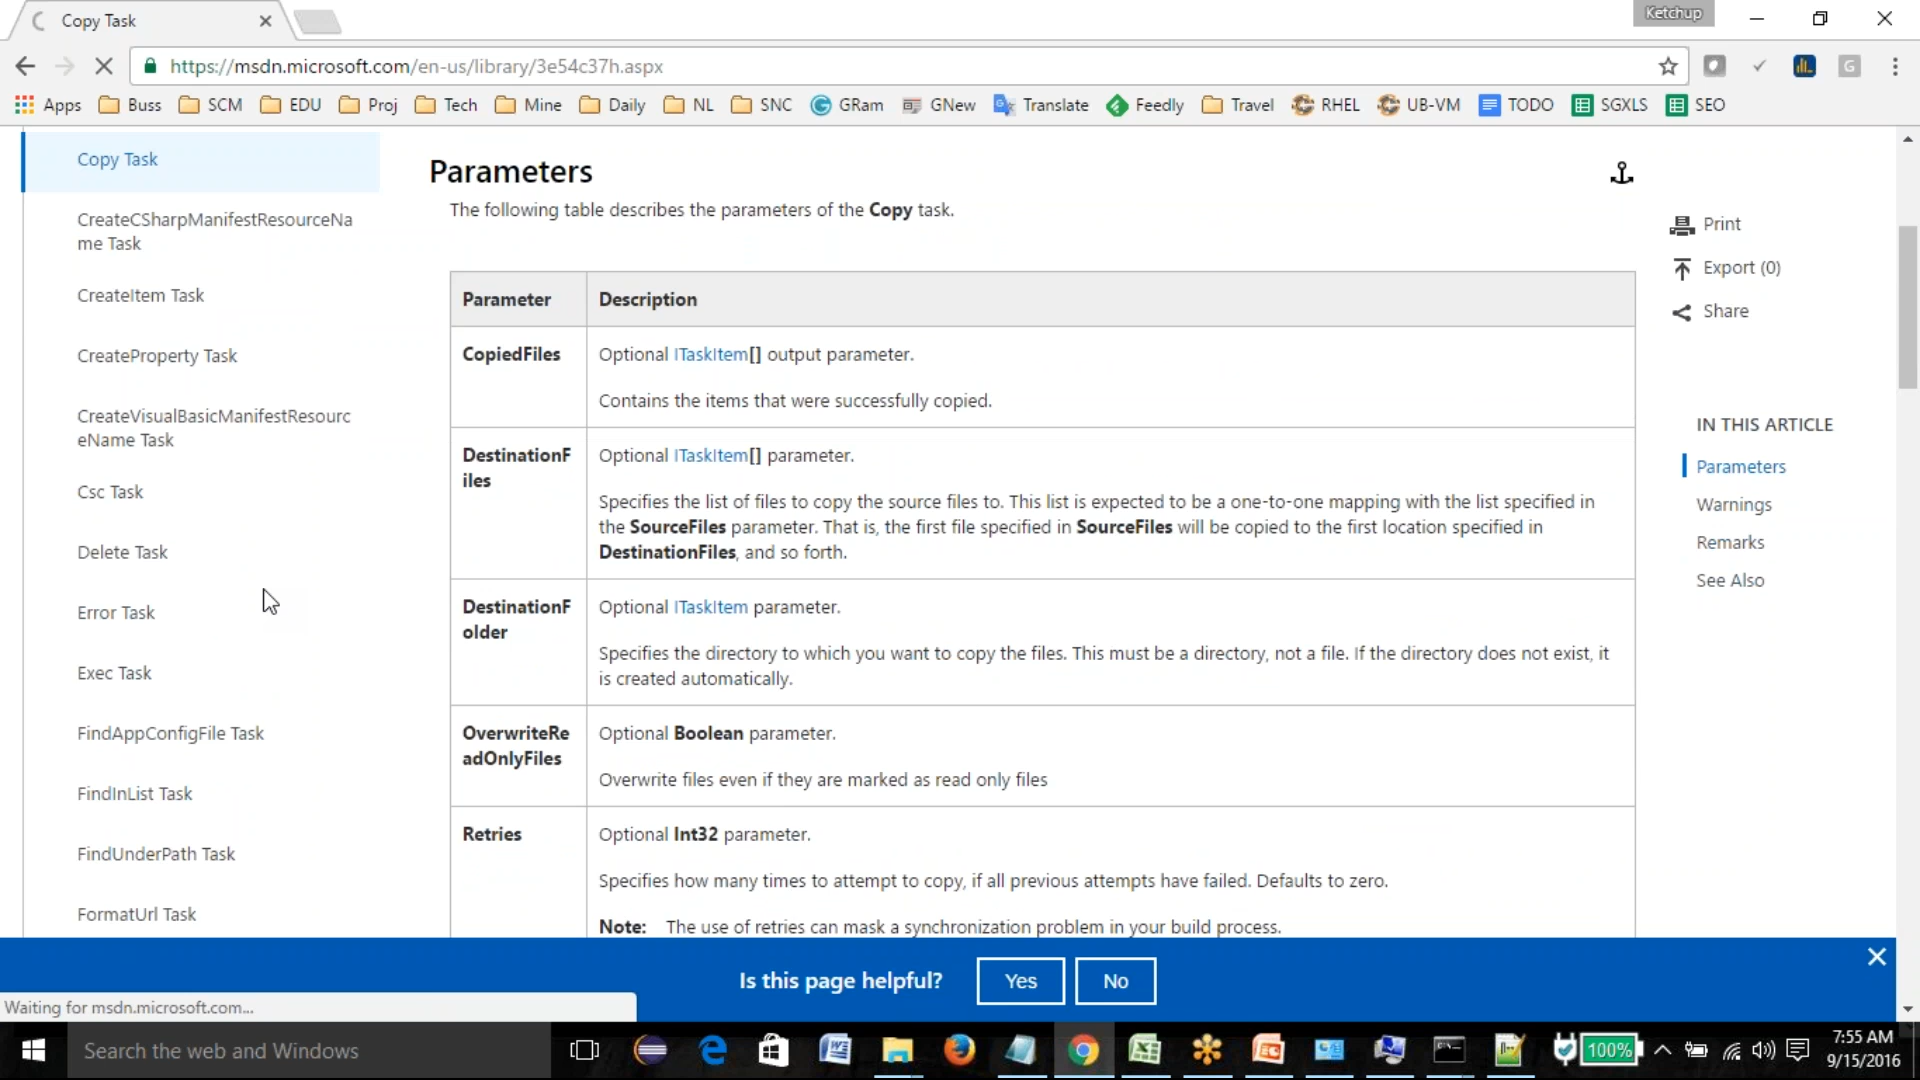 Copy Task
Ketchup
https://msdn.microsoft.com/en-us/library/3e54c37h.aspx
G
Apps Buss SCM EDU Proj Tech Mine Daily NL SNC GRam GNew Translate Feedly Travel RHEL UB-VM TODO SGXLS SEO
Copy Task
CreateCSharpManifestResourceNa
me Task
CreateItem Task
CreateProperty Task
CreateVisualBasicManifestResourc
eName Task
Csc Task
Delete Task
Error Task
Exec Task
FindAppConfigFile Task
FindInList Task
FindUnderPath Task
FormatUrl Task
Parameters
The following table describes the parameters of the Copy task.
Parameter Description
CopiedFiles Optional ITaskItem[] output parameter.
Contains the items that were successfully copied.
DestinationF Optional ITaskItem[] parameter.
iles
Specifies the list of files to copy the source files to. This list is expected to be a one-to-one mapping with the list specified in
the SourceFiles parameter. That is, the first file specified in SourceFiles will be copied to the first location specified in
DestinationFiles, and so forth.
DestinationF Optional ITaskItem parameter.
older
Specifies the directory to which you want to copy the files. This must be a directory, not a file. If the directory does not exist, it
is created automatically.
OverwriteRe Optional Boolean parameter.
adOnlyFiles
Overwrite files even if they are marked as read only files
Retries Optional Int32 parameter.
Specifies how many times to attempt to copy, if all previous attempts have failed. Defaults to zero.
Note: The use of retries can mask a synchronization problem in your build process.
Print
Export (0)
Share
IN THIS ARTICLE
Parameters
Warnings
Remarks
See Also
Is this page helpful? Yes No
Waiting for msdn.microsoft.com...
Search the web and Windows
100%
7:55 AM
9/15/2016